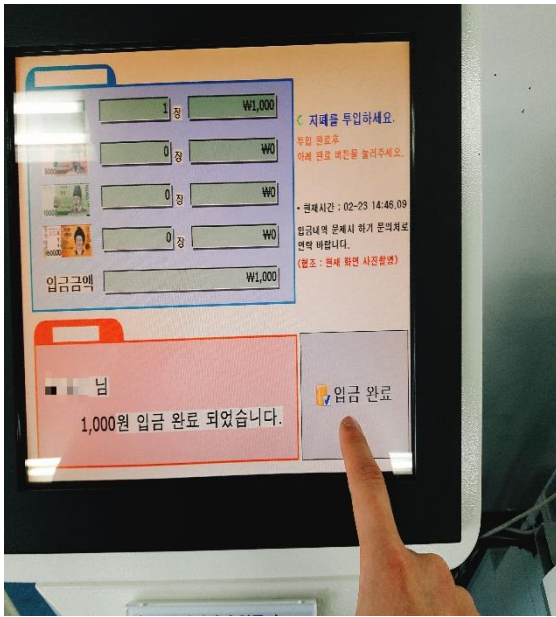 1 장 ₩1,000
0 장 ₩0
0 장 ₩0
0 장 ₩0
입금금액 ₩1,000
지폐를 투입하세요.
투입 완료후
아래 완료 버튼을 눌러주세요.
• 현재시간 : 02-23 14:46.09
입금내역 문제시 하기 문의처로
연락 바랍니다.
(협조 : 현재 화면 사진촬영)
님
1,000원 입금 완료 되었습니다.
입금 완료